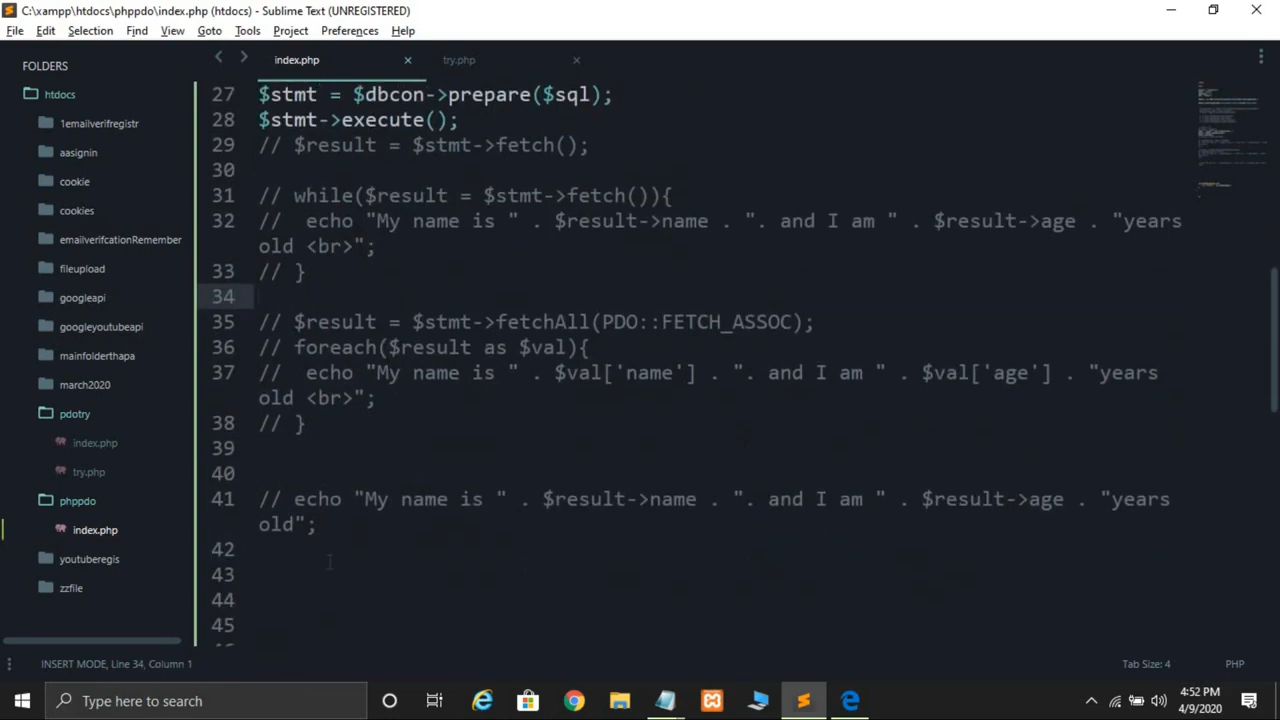 C:\xampp\htdocs\phppdo\index.php (htdocs) - Sublime Text (UNREGISTERED)
File Edit Selection Find View Goto Tools Project Preferences Help
FOLDERS
htdocs
1emailverifregistr
aasignin
cookie
cookies
emailverifcationRemember
fileupload
googleapi
googleyoutubeapi
mainfolderthapa
march2020
pdotry
index.php
try.php
phppdo
index.php
youtuberegis
zzfile
index.php try.php
27 $stmt = $dbcon->prepare($sql);
28 $stmt->execute();
29 // $result = $stmt->fetch();
30
31 // while($result = $stmt->fetch()){
32 //  echo "My name is " . $result->name . ". and I am " . $result->age . "years
old <br>";
33 // }
34
35 // $result = $stmt->fetchAll(PDO::FETCH_ASSOC);
36 // foreach($result as $val){
37 //  echo "My name is " . $val['name'] . ". and I am " . $val['age'] . "years
old <br>";
38 // }
39
40
41 // echo "My name is " . $result->name . ". and I am " . $result->age . "years
old";
42
43
44
45
INSERT MODE, Line 34, Column 1 Tab Size: 4 PHP
Type here to search
4:52 PM
4/9/2020